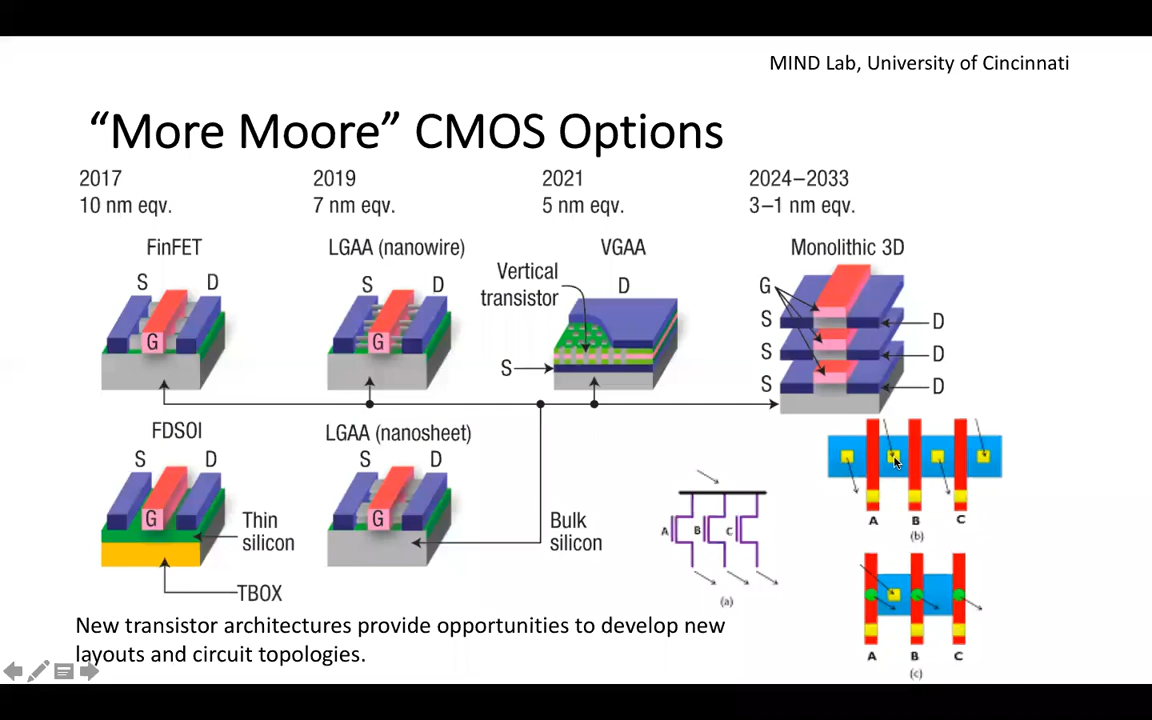 MIND Lab, University of Cincinnati
“More Moore” CMOS Options
2017
10 nm eqv.
2019
7 nm eqv.
2021
5 nm eqv.
2024–2033
3–1 nm eqv.
FinFET
S
D
G
LGAA (nanowire)
S
D
G
VGAA
Vertical
transistor
D
S
Monolithic 3D
G
S
D
S
D
S
D
FDSOI
S
D
G
Thin
silicon
TBOX
LGAA (nanosheet)
S
D
G
Bulk
silicon
A
B
C
(a)
A
B
C
(b)
A
B
C
(c)
New transistor architectures provide opportunities to develop new
layouts and circuit topologies.